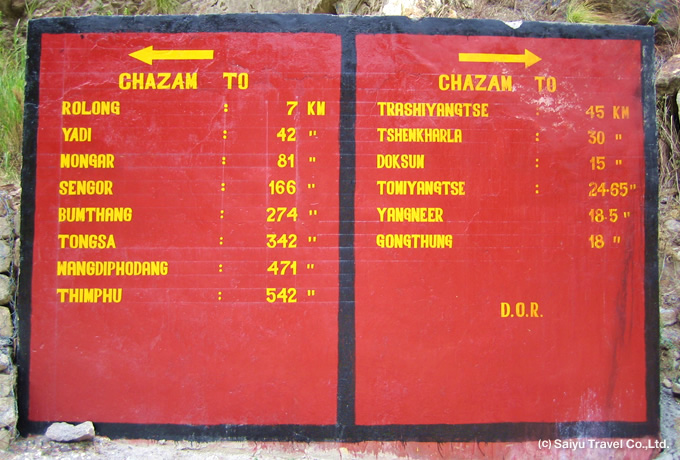 CHAZAM TO
ROLONG : 7 KM
YADI : 42 "
MONGAR : 81 "
SENGOR : 166 "
BUMTHANG : 274 "
TONGSA : 342 "
WANGDIPHODANG : 471 "
THIMPHU : 542 "
CHAZAM TO
TRASHIYANGTSE : 45 KM
TSHENKHARLA : 30 "
DOKSUM : 15 "
TOMIYANGTSE : 24.65 "
YANGNEER 18.5 "
GONGTHUNG 18 "
D.O.R.
(C) Saiyu Travel Co.,Ltd.